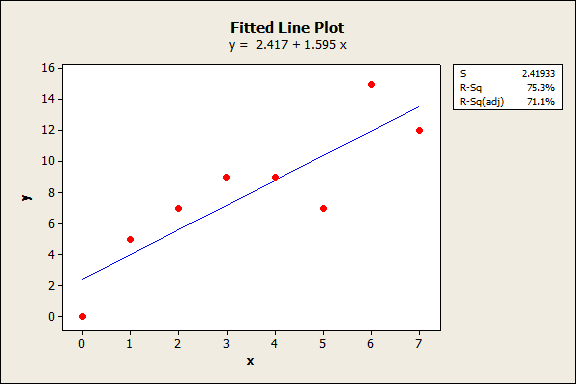 Fitted Line Plot
y = 2.417 + 1.595 x
S 2.41933
R-Sq 75.3%
R-Sq(adj) 71.1%
16
14
12
10
8
6
4
2
0
y
0 1 2 3 4 5 6 7
x